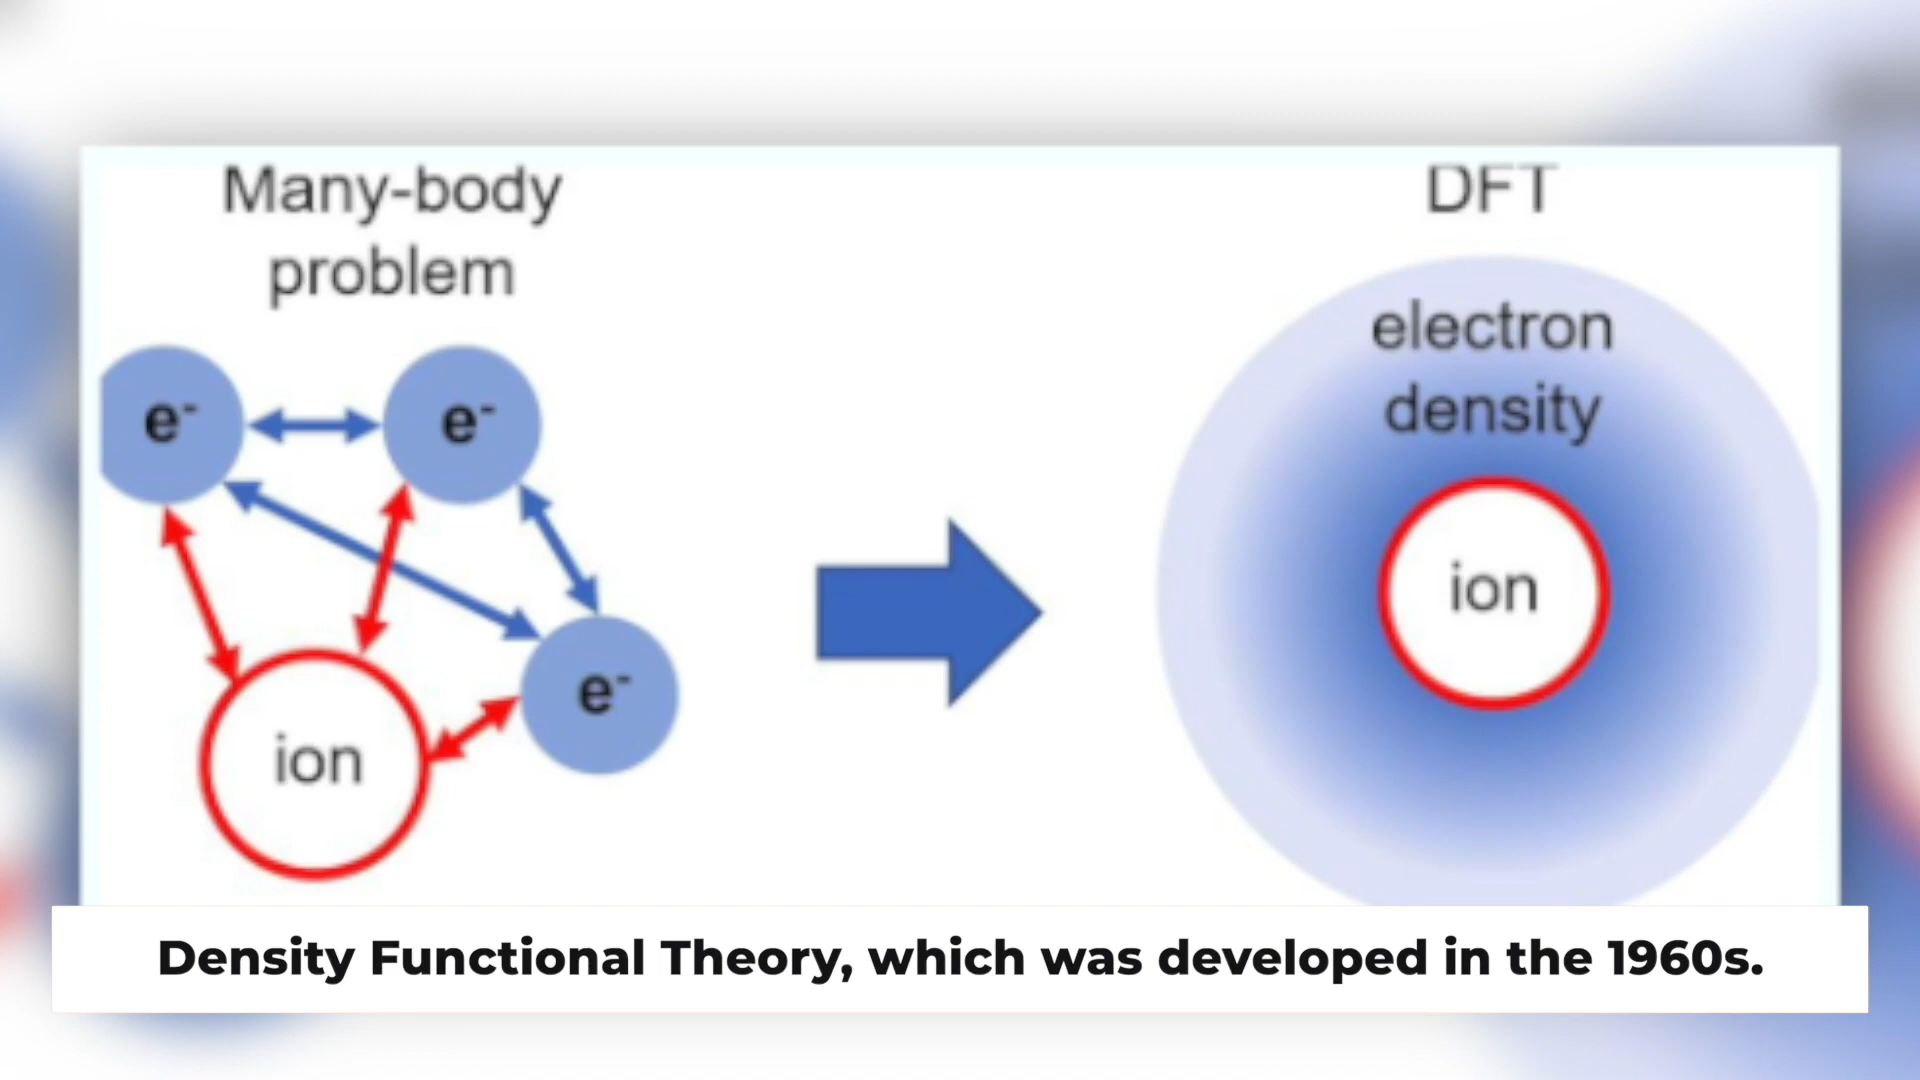 Many-body
problem
e-
e-
e-
ion
DFT
electron
density
ion
Density Functional Theory, which was developed in the 1960s.